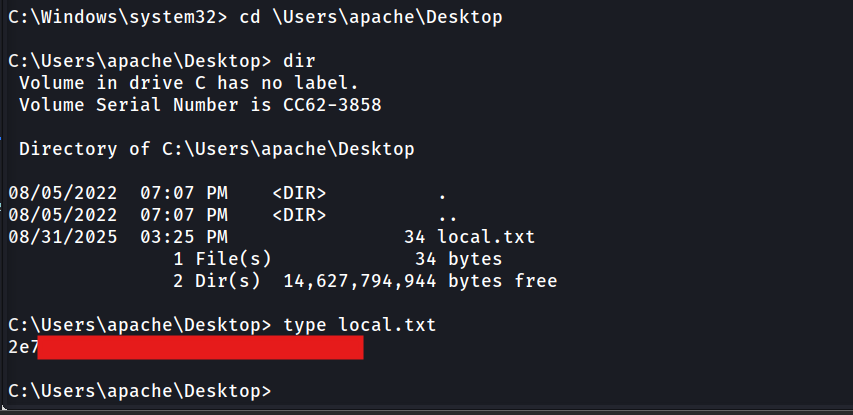 C:\Windows\system32> cd \Users\apache\Desktop
C:\Users\apache\Desktop> dir
Volume in drive C has no label.
Volume Serial Number is CC62-3858
Directory of C:\Users\apache\Desktop
08/05/2022  07:07 PM    <DIR>          .
08/05/2022  07:07 PM    <DIR>          ..
08/31/2025  03:25 PM                34 local.txt
1 File(s)             34 bytes
2 Dir(s)  14,627,794,944 bytes free
C:\Users\apache\Desktop> type local.txt
2e7
C:\Users\apache\Desktop>